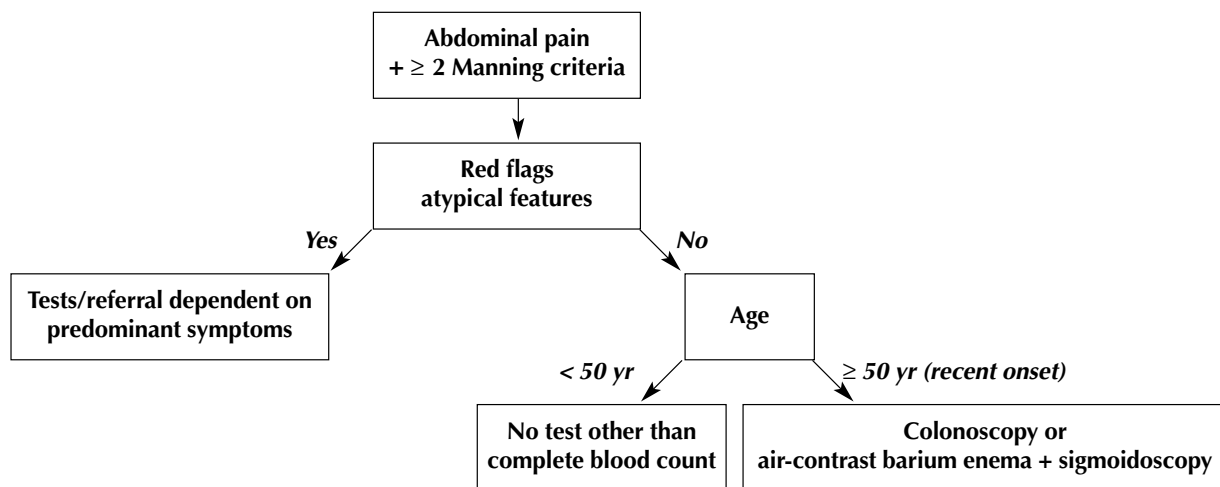 Abdominal pain
+ ≥ 2 Manning criteria
Red flags
atypical features
Yes
No
Tests/referral dependent on
predominant symptoms
Age
< 50 yr
≥ 50 yr (recent onset)
No test other than
complete blood count
Colonoscopy or
air-contrast barium enema + sigmoidoscopy